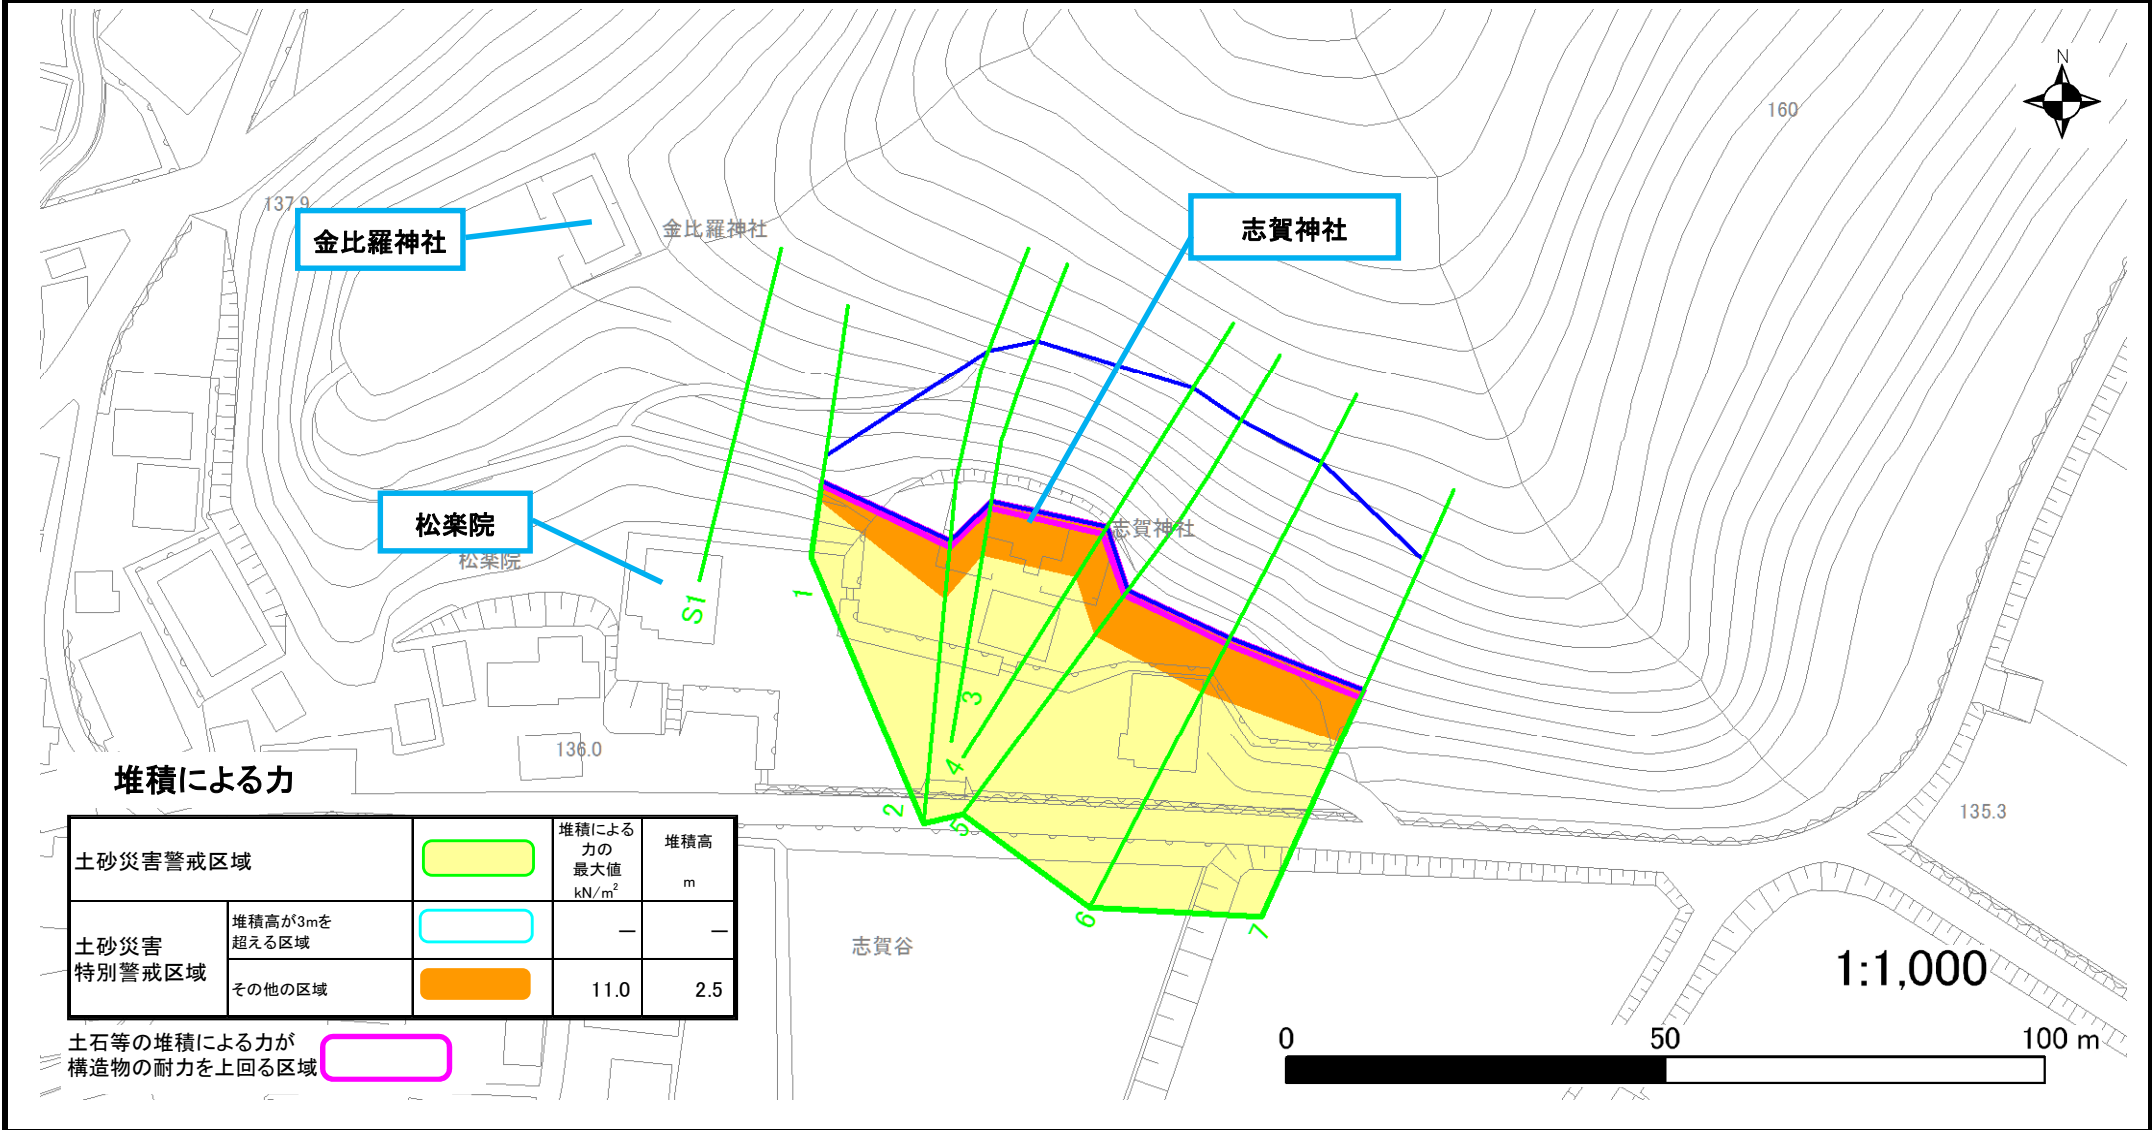 N
160
137.9
金比羅神社
金比羅神社
志賀神社
志賀神社
松楽院
松楽院
S1
1
2
3
4
5
6
7
136.0
135.3
志賀谷
堆積による力
土砂災害警戒区域
堆積による
力の
最大値
kN/m²
堆積高
m
土砂災害
特別警戒区域
堆積高が3mを
超える区域
－
－
その他の区域
11.0
2.5
土石等の堆積による力が
構造物の耐力を上回る区域
1:1,000
0 50 100 m